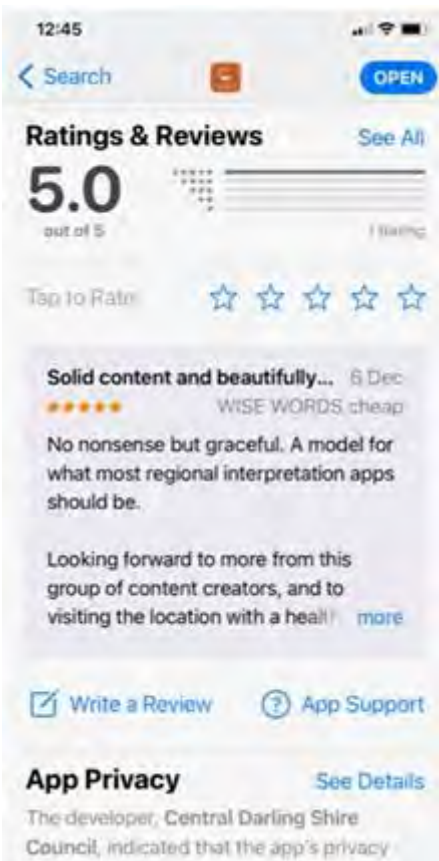 12:45
Search OPEN
Ratings & Reviews See All
5.0
out of 5 1 Rating
Tap to Rate:
Solid content and beautifully... 6 Dec
WISE WORDS cheap
No nonsense but graceful. A model for
what most regional interpretation apps
should be.
Looking forward to more from this
group of content creators, and to
visiting the location with a healt more
Write a Review ? App Support
App Privacy See Details
The developer, Central Darling Shire
Council, indicated that the app's privacy